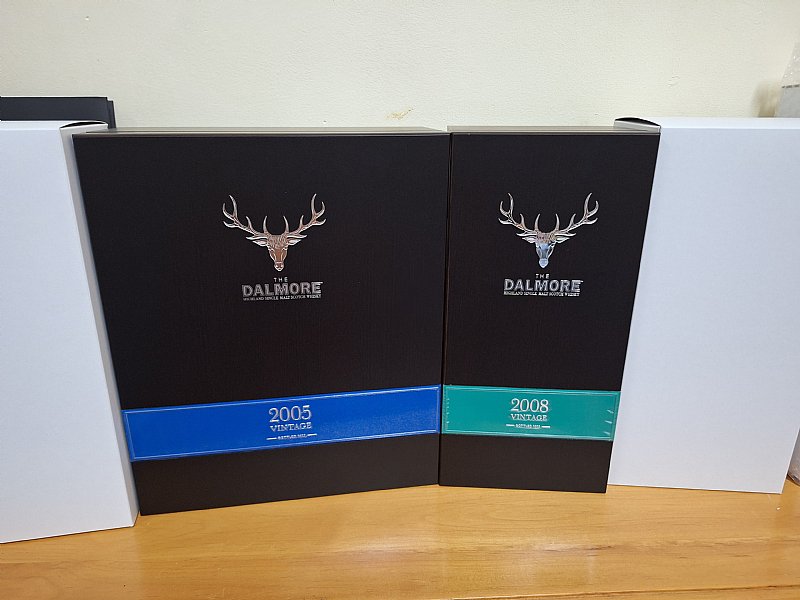 THE
DALMORE
HIGHLAND SINGLE MALT SCOTCH WHISKY
2005
VINTAGE
THE
DALMORE
HIGHLAND SINGLE MALT SCOTCH WHISKY
2008
VINTAGE